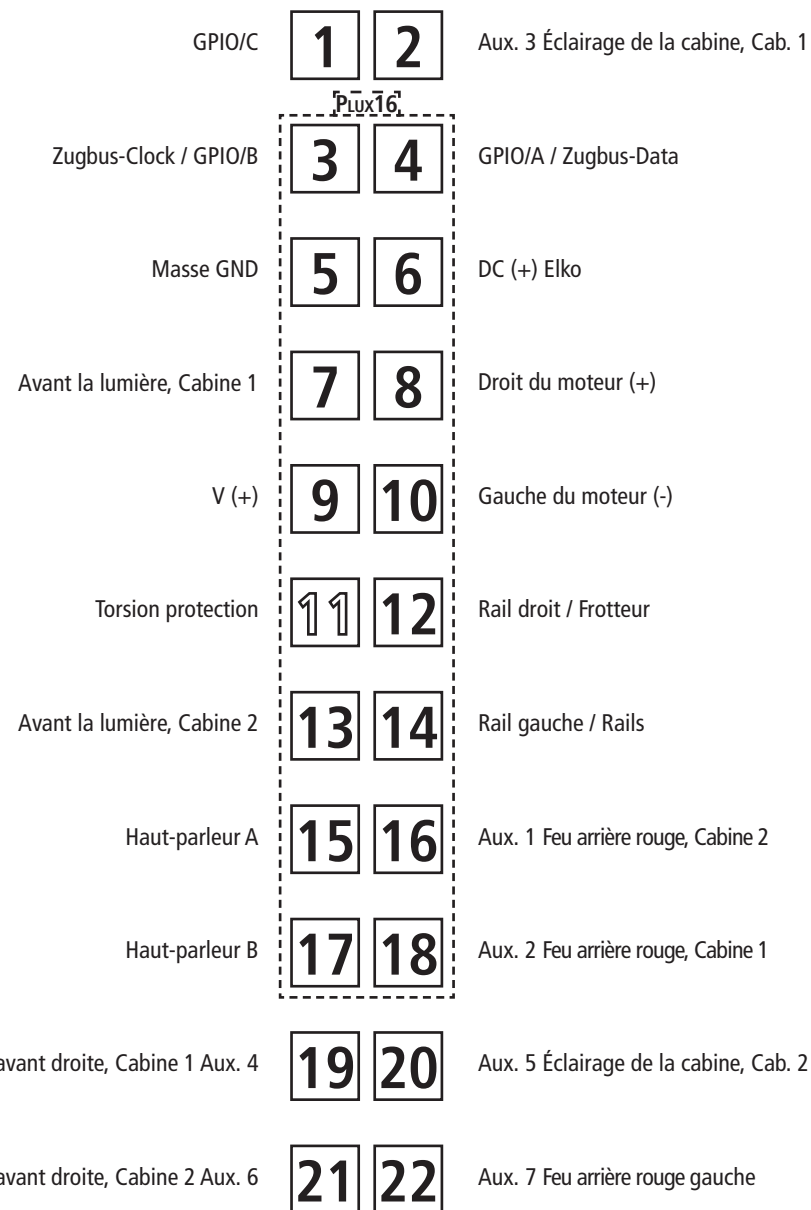 GPIO/C 1 2 Aux. 3 Éclairage de la cabine, Cab. 1
PLUX16
Zugbus-Clock / GPIO/B 3 4 GPIO/A / Zugbus-Data
Masse GND 5 6 DC (+) Elko
Avant la lumière, Cabine 1 7 8 Droit du moteur (+)
V (+) 9 10 Gauche du moteur (-)
Torsion protection 11 12 Rail droit / Frotteur
Avant la lumière, Cabine 2 13 14 Rail gauche / Rails
Haut-parleur A 15 16 Aux. 1 Feu arrière rouge, Cabine 2
Haut-parleur B 17 18 Aux. 2 Feu arrière rouge, Cabine 1
avant droite, Cabine 1 Aux. 4 19 20 Aux. 5 Éclairage de la cabine, Cab. 2
avant droite, Cabine 2 Aux. 6 21 22 Aux. 7 Feu arrière rouge gauche